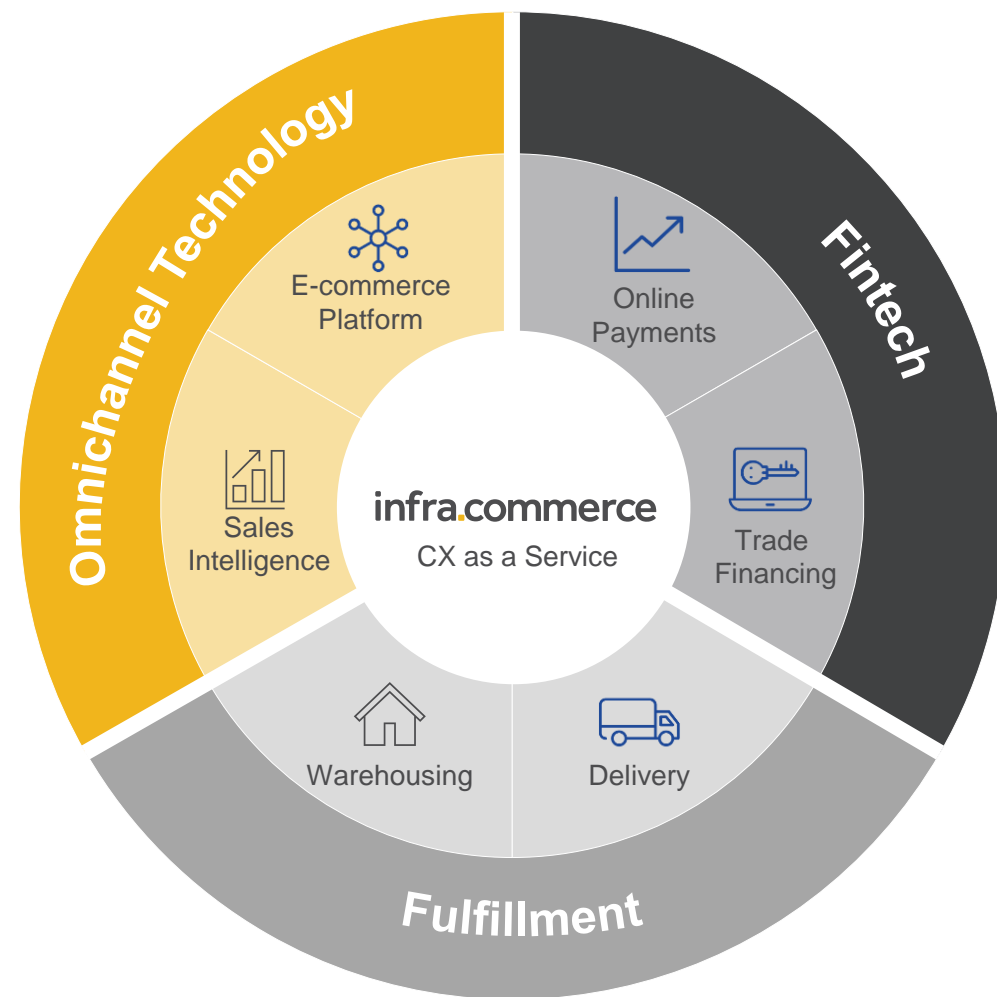 Omnichannel Technology
Fintech
E-commerce
Platform
Online
Payments
Sales
Intelligence
infra.commerce
CX as a Service
Trade
Financing
Warehousing
Delivery
Fulfillment